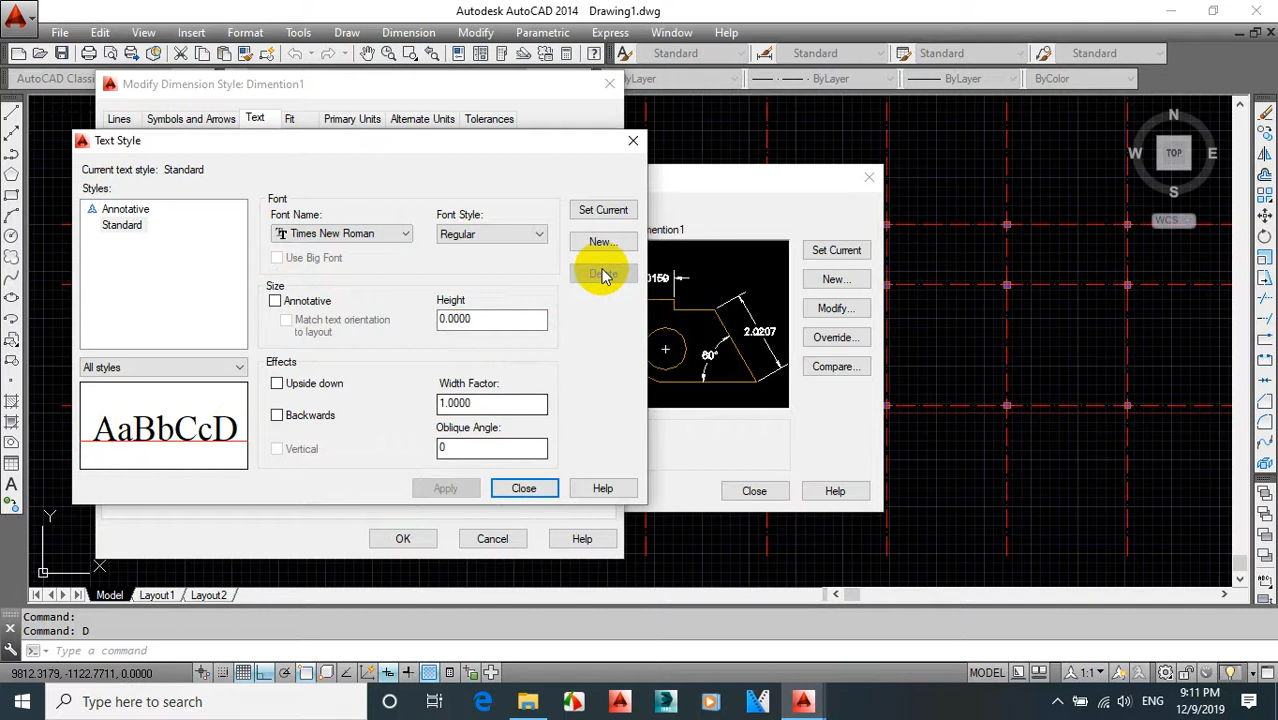 Autodesk AutoCAD 2014 Drawing1.dwg
File Edit View Insert Format Tools Draw Dimension Modify Parametric Express Window Help
Standard Standard Standard Standard
AutoCAD Classi
ByLayer ByLayer ByColor
Modify Dimension Style: Dimention1
Lines Symbols and Arrows Text Fit Primary Units Alternate Units Tolerances
Text Style
Current text style: Standard
Styles:
Annotative
Standard
All styles
AaBbCcD
Font
Font Name:
Times New Roman
Font Style:
Regular
Use Big Font
Size
Annotative
Match text orientation
to layout
Height
0.0000
Effects
Upside down
Backwards
Vertical
Width Factor:
1.0000
Oblique Angle:
0
Set Current
New...
Delete
Apply Close Help
OK Cancel Help
mention1
.0159
2.0207
60°
Set Current
New...
Modify...
Override...
Compare...
Close Help
N
W TOP E
S
WCS
Y
X
Model Layout1 Layout2
Command:
Command: D
Type a command
9812.3179, -1122.7711, 0.0000
MODEL 1:1
Type here to search
ENG
9:11 PM
12/9/2019